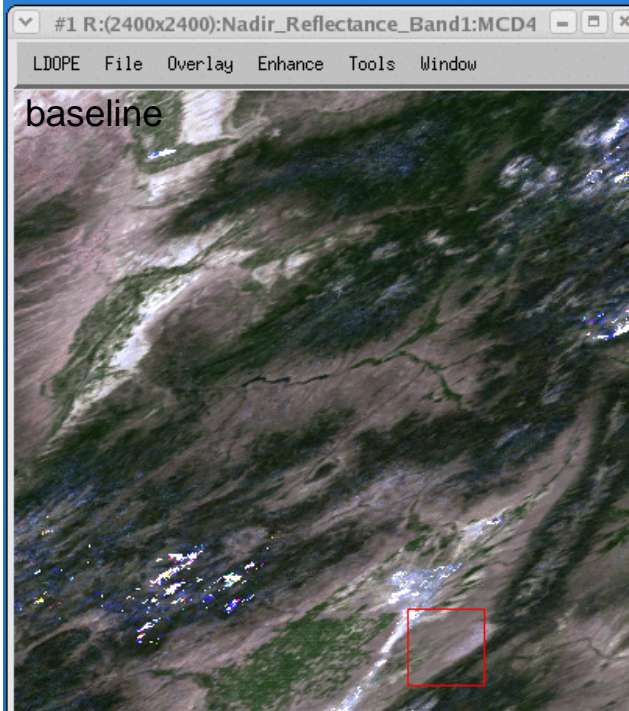 #1 R:(2400x2400):Nadir_Reflectance_Band1:MCD4
LDOPE File Overlay Enhance Tools Window
baseline